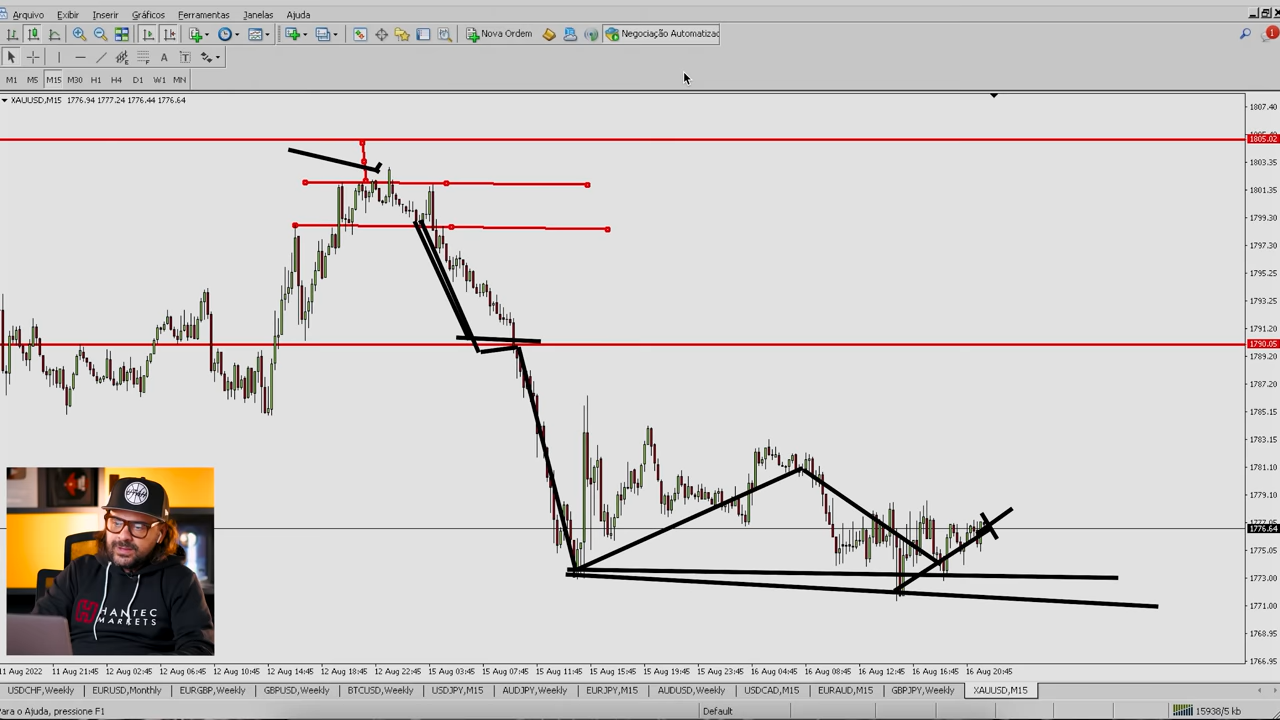 Arquivo Exibir Inserir Gráficos Ferramentas Janelas Ajuda
Nova Ordem Negociação Automatizac
1
A T
M1 M5 M15 M30 H1 H4 D1 W1 MN
XAUUSD,M15 1776.94 1777.24 1776.44 1776.64
1807.40
1805.02
1803.35
1801.35
1799.30
1797.30
1795.25
1793.25
1791.20
1790.05
1789.20
1787.20
1785.15
1783.15
1781.10
1779.10
1776.64
1775.05
1773.00
1771.00
1768.95
1766.95
HANTEC
MARKETS
11 Aug 2022 11 Aug 21:45 12 Aug 02:45 12 Aug 06:45 12 Aug 10:45 12 Aug 14:45 12 Aug 18:45 12 Aug 22:45 15 Aug 03:45 15 Aug 07:45 15 Aug 11:45 15 Aug 15:45 15 Aug 19:45 15 Aug 23:45 16 Aug 04:45 16 Aug 08:45 16 Aug 12:45 16 Aug 16:45 16 Aug 20:45
USDCHF,Weekly EURUSD,Monthly EURGBP,Weekly GBPUSD,Weekly BTCUSD,Weekly USDJPY,M15 AUDJPY,Weekly EURJPY,M15 AUDUSD,Weekly USDCAD,M15 EURAUD,M15 GBPJPY,Weekly XAUUSD,M15
Para o Ajuda, pressione F1 Default 15938/5 kb